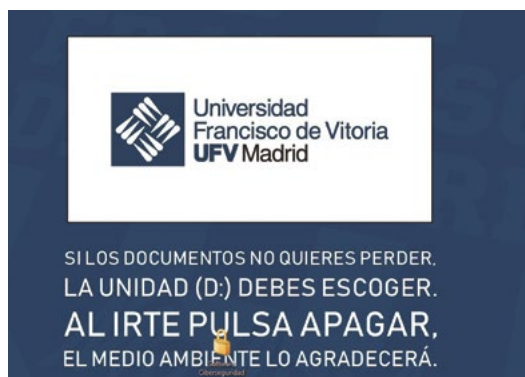 Universidad
Francisco de Vitoria
UFV Madrid
SI LOS DOCUMENTOS NO QUIERES PERDER,
LA UNIDAD (D:) DEBES ESCOGER.
AL IRTE PULSA APAGAR,
EL MEDIO AMBIENTE LO AGRADECERÁ.
Ciberseguridad